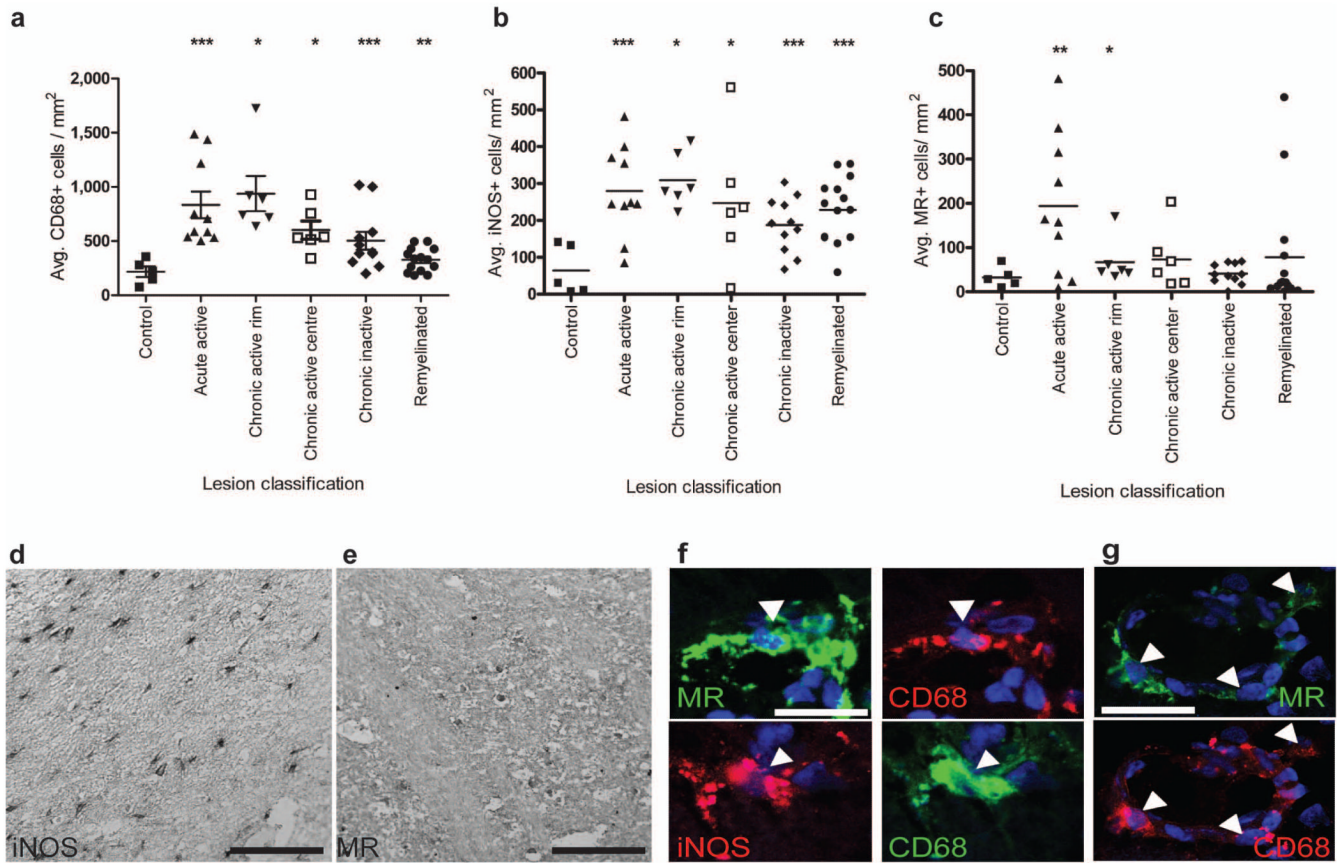 a
*** * * *** **
Avg. CD68+ cells / mm2
2,000
1,500
1,000
500
0
Control
Acute active
Chronic active rim
Chronic active centre
Chronic inactive
Remyelinated
Lesion classification
b
*** * * *** ***
Avg. iNOS+ cells/ mm2
600
500
400
300
200
100
0
Control
Acute active
Chronic active rim
Chronic active center
Chronic inactive
Remyelinated
Lesion classification
c
** *
Avg. MR+ cells/ mm2
500
400
300
200
100
0
Control
Acute active
Chronic active rim
Chronic active center
Chronic inactive
Remyelinated
Lesion classification
d
iNOS
e
MR
f
MR
CD68
iNOS
CD68
g
MR
CD68